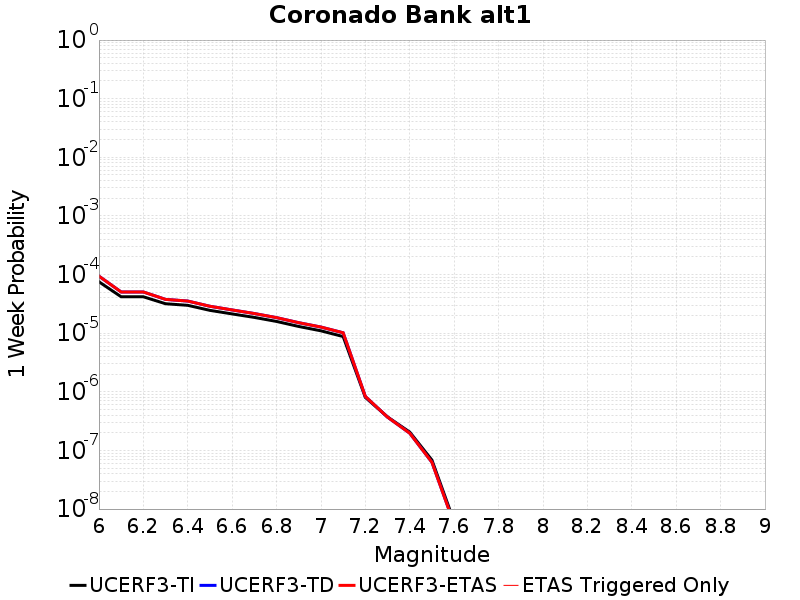 Coronado Bank alt1
1 Week Probability
10^0
10^-1
10^-2
10^-3
10^-4
10^-5
10^-6
10^-7
10^-8
6 6.2 6.4 6.6 6.8 7 7.2 7.4 7.6 7.8 8 8.2 8.4 8.6 8.8 9
Magnitude
UCERF3-TI UCERF3-TD UCERF3-ETAS ETAS Triggered Only